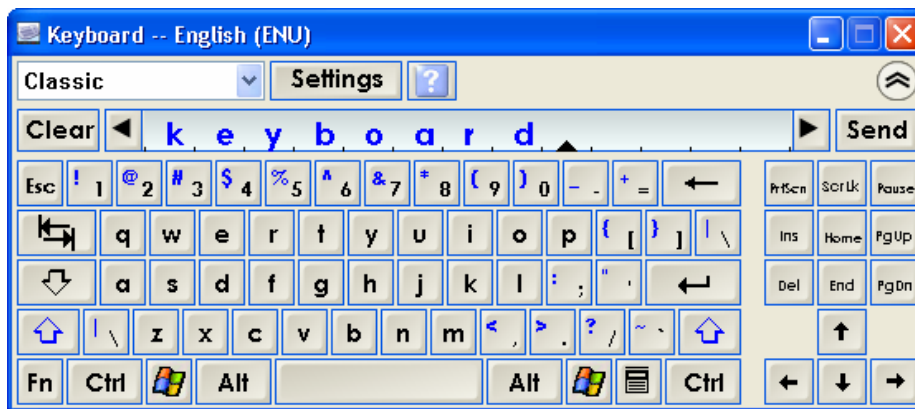 Keyboard -- English (ENU)
Classic Settings ?
Clear keyboard Send
Esc ! 1 @ 2 # 3 $ 4 % 5 ^ 6 & 7 * 8 ( 9 ) 0 _ - + = PrtScn ScrLk Pause
q w e r t y u i o p { [ } ] | \ Ins Home PgUp
a s d f g h j k l : ; " ' Del End PgDn
| \ z x c v b n m < , > . ? / ~ `
Fn Ctrl Alt Alt Ctrl